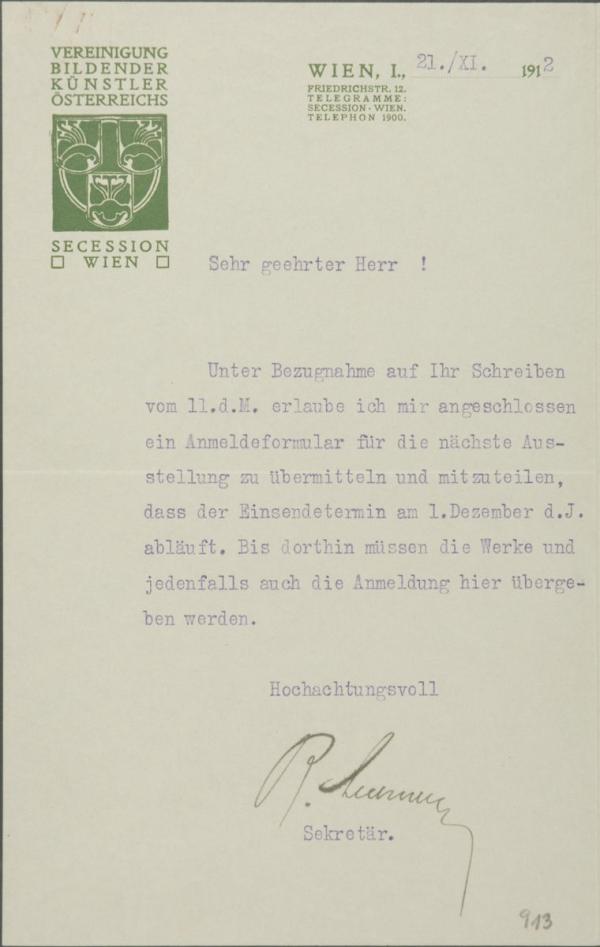 VEREINIGUNG
BILDENDER
KÜNSTLER
ÖSTERREICHS
SECESSION
WIEN
WIEN, I., 21./XI. 1912
FRIEDRICHSTR. 12.
TELEGRAMME:
SECESSION-WIEN.
TELEPHON 1900.
Sehr geehrter Herr !
Unter Bezugnahme auf Ihr Schreiben
vom 11.d.M. erlaube ich mir angeschlossen
ein Anmeldeformular für die nächste Aus-
stellung zu übermitteln und mitzuteilen,
dass der Einsendetermin am 1.Dezember d.J.
abläuft. Bis dorthin müssen die Werke und
jedenfalls auch die Anmeldung hier überge-
ben werden.
Hochachtungsvoll
R.
Sekretär.
913